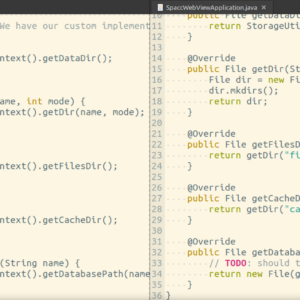 We have our custom implement
ntext().getDataDir();
ame, int mode) {
ntext().getDir(name, mode);
ntext().getFilesDir();
ntext().getCacheDir();
(String name) {
ntext().getDatabasePath(name
SpaccWebViewApplication.java ×
10 public File getDataDi
11 return StorageUti
12 }
13
14 @Override
15 public File getDir(St
16 File dir = new Fi
17 dir.mkdirs();
18 return dir;
19 }
20
21 @Override
22 public File getFilesD
23 return getDir("fi
24 }
25
26 @Override
27 public File getCacheD
28 return getDir("ca
29 }
30
31 @Override
32 public File getDataba
33 // TODO: should t
34 return new File(g
35 }
36 }